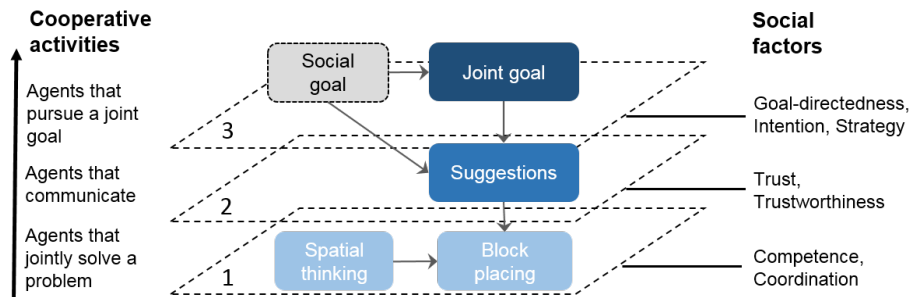 Cooperative
activities
Social
factors
Social
goal
Joint goal
Agents that
pursue a joint
goal
3
Goal-directedness,
Intention, Strategy
Agents that
communicate
2
Suggestions
Trust,
Trustworthiness
Agents that
jointly solve a
problem
1
Spatial
thinking
Block
placing
Competence,
Coordination